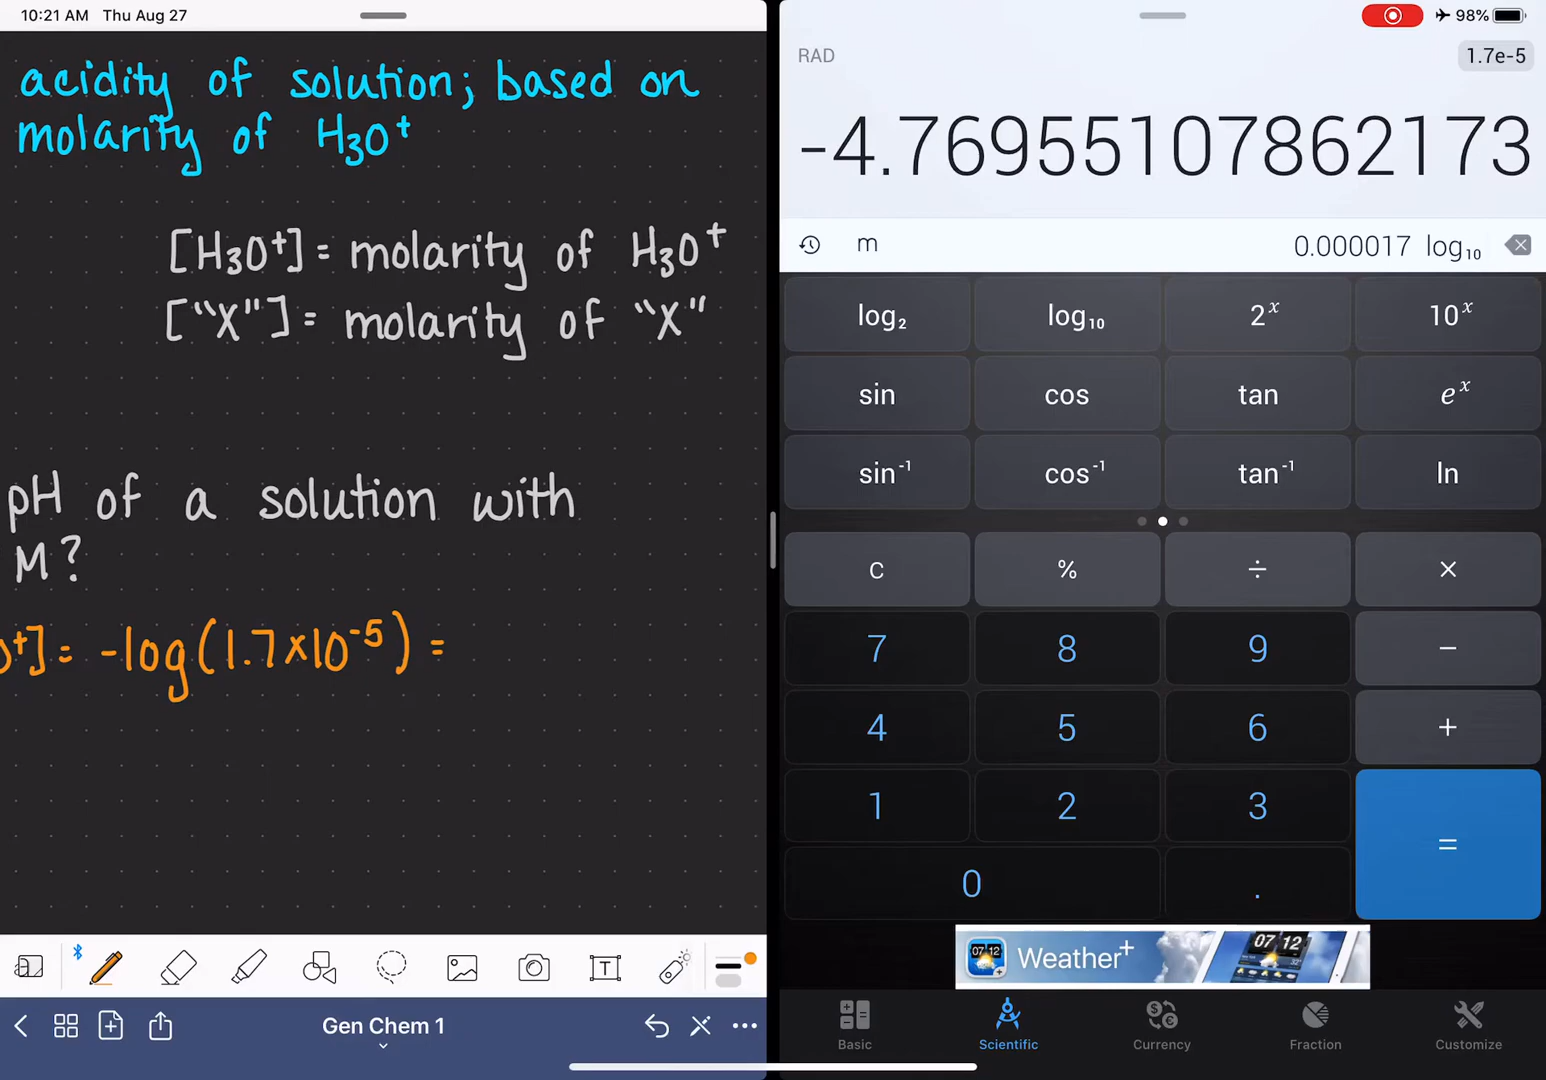 10:21 AM Thu Aug 27
acidity of solution; based on
molarity of H₃O⁺
[H₃O⁺] = molarity of H₃O⁺
["X"] = molarity of "X"
pH of a solution with
M?
O⁺] = -log(1.7×10⁻⁵) =
Gen Chem 1
98%
RAD
1.7e-5
-4.76955107862173
m 0.000017 log₁₀
log₂ log₁₀ 2ˣ 10ˣ
sin cos tan eˣ
sin⁻¹ cos⁻¹ tan⁻¹ ln
c % ÷ ×
7 8 9 −
4 5 6 +
1 2 3 =
0 .
07 12 Weather⁺ 07 12
Basic Scientific Currency Fraction Customize